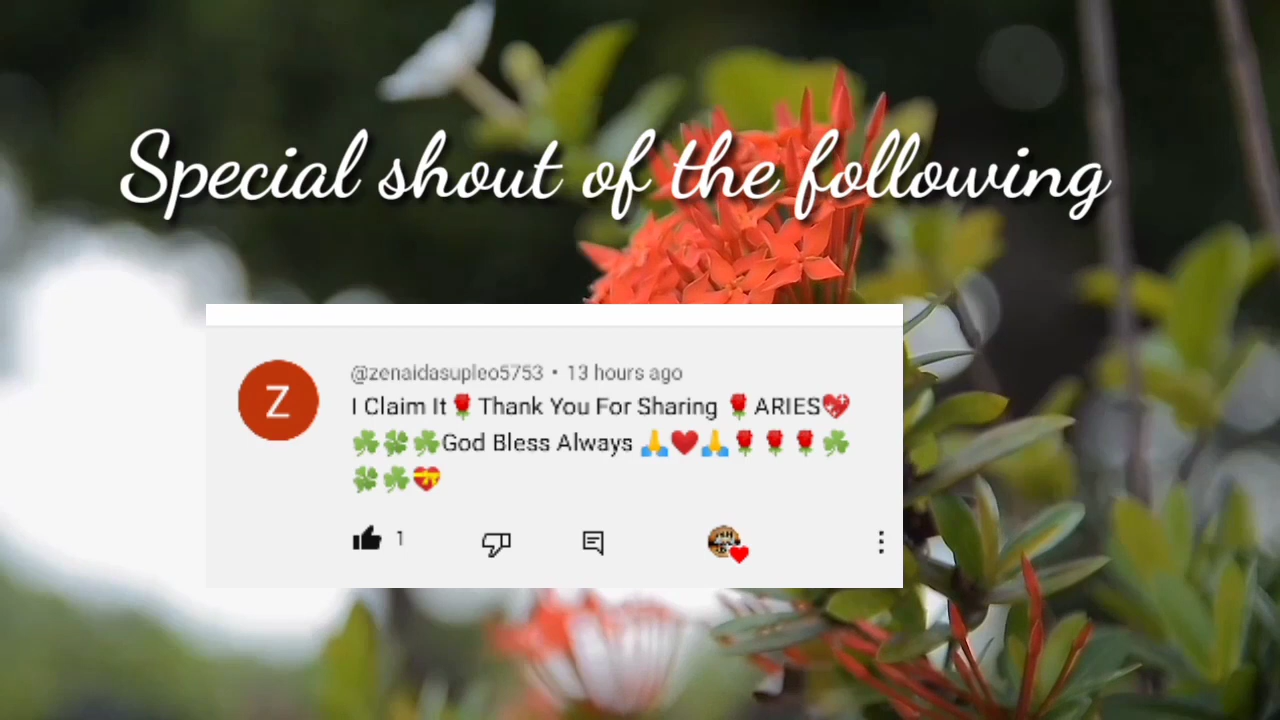 Special shout of the following
Z
@zenaidasupleo5753 • 13 hours ago
I Claim It🌹Thank You For Sharing 🌹ARIES💖
☘️🍀☘️God Bless Always 🙏❤️🙏🌹🌹🌹☘️
🍀☘️💝
1